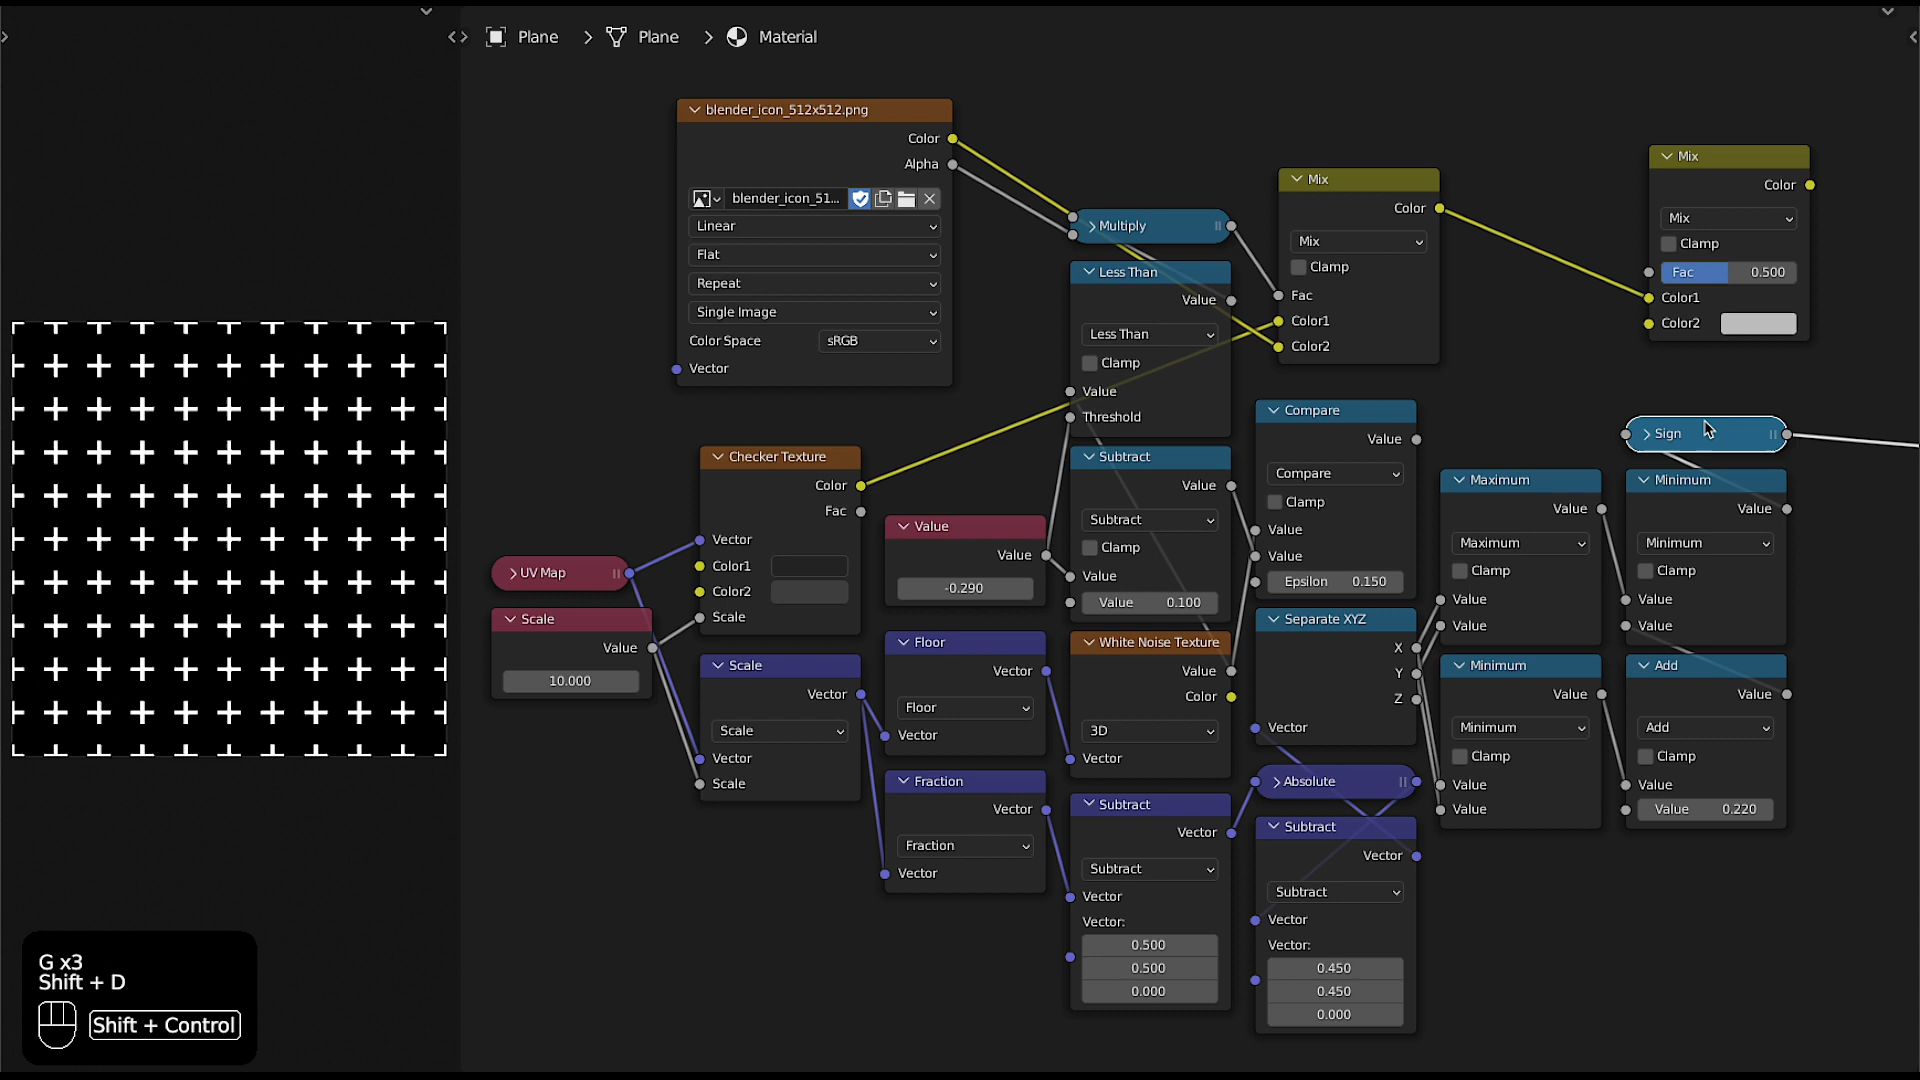 Plane > Plane > Material
blender_icon_512x512.png
Color
Alpha
blender_icon_51...
Linear
Flat
Repeat
Single Image
Color Space sRGB
Vector
Multiply
Less Than
Value
Less Than
Clamp
Value
Threshold
Mix
Color
Mix
Clamp
Fac
Color1
Color2
Mix
Color
Mix
Clamp
Fac 0.500
Color1
Color2
Checker Texture
Color
Fac
Vector
Color1
Color2
Scale
UV Map
Scale
Value
10.000
Scale
Vector
Scale
Vector
Scale
Value
Value
-0.290
Floor
Vector
Floor
Vector
Fraction
Vector
Fraction
Vector
Subtract
Value
Subtract
Clamp
Value
Value 0.100
White Noise Texture
Value
Color
3D
Vector
Subtract
Vector
Subtract
Vector
Vector:
0.500
0.500
0.000
Compare
Value
Compare
Clamp
Value
Value
Epsilon 0.150
Separate XYZ
X
Y
Z
Vector
Absolute
Subtract
Vector
Subtract
Vector
Vector:
0.450
0.450
0.000
Maximum
Value
Maximum
Clamp
Value
Value
Minimum
Value
Minimum
Clamp
Value
Value
Sign
Minimum
Value
Minimum
Clamp
Value
Value
Add
Value
Add
Clamp
Value
Value 0.220
G x3
Shift + D
Shift + Control